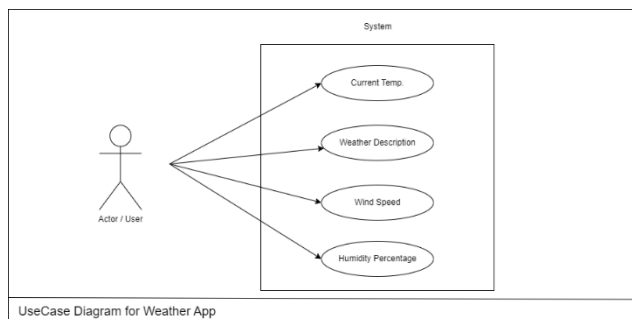 System
Current Temp.
Weather Description
Wind Speed
Actor / User
Humidity Percentage
UseCase Diagram for Weather App